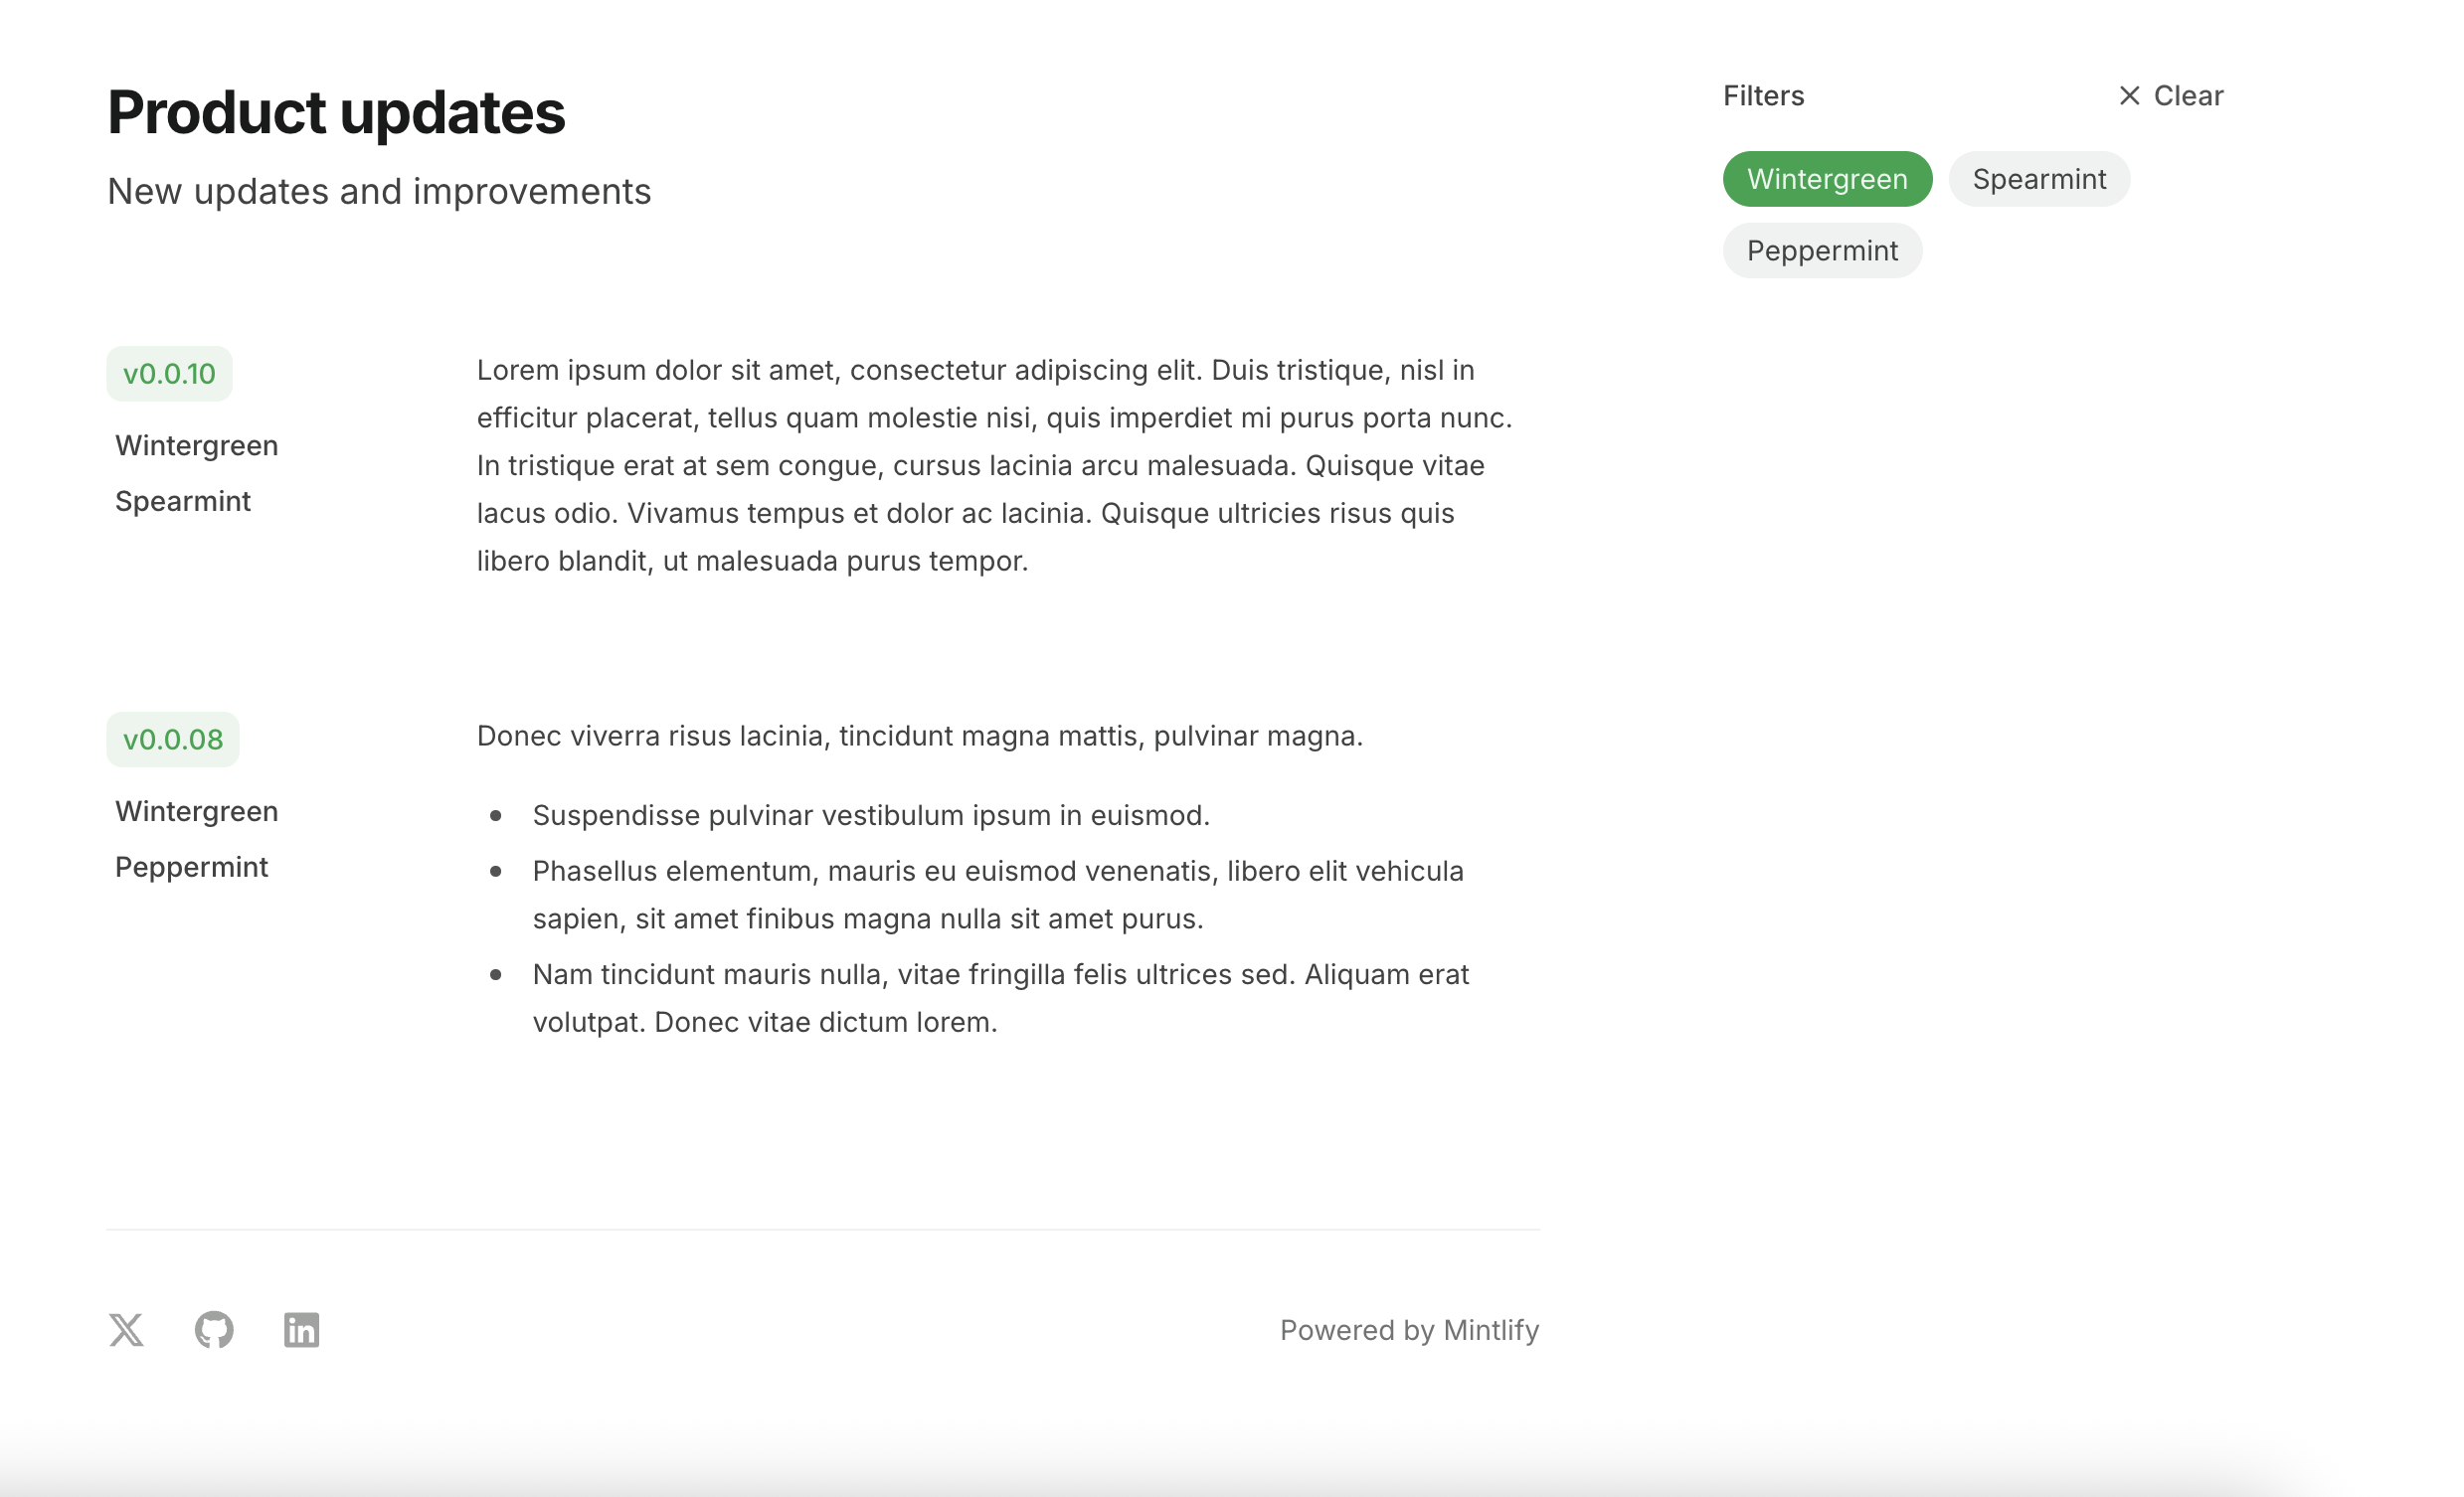 Product updates
New updates and improvements
Filters
Clear
Wintergreen
Spearmint
Peppermint
v0.0.10
Wintergreen
Spearmint
Lorem ipsum dolor sit amet, consectetur adipiscing elit. Duis tristique, nisl in
efficitur placerat, tellus quam molestie nisi, quis imperdiet mi purus porta nunc.
In tristique erat at sem congue, cursus lacinia arcu malesuada. Quisque vitae
lacus odio. Vivamus tempus et dolor ac lacinia. Quisque ultricies risus quis
libero blandit, ut malesuada purus tempor.
v0.0.08
Wintergreen
Peppermint
Donec viverra risus lacinia, tincidunt magna mattis, pulvinar magna.
• Suspendisse pulvinar vestibulum ipsum in euismod.
• Phasellus elementum, mauris eu euismod venenatis, libero elit vehicula
sapien, sit amet finibus magna nulla sit amet purus.
• Nam tincidunt mauris nulla, vitae fringilla felis ultrices sed. Aliquam erat
volutpat. Donec vitae dictum lorem.
Powered by Mintlify